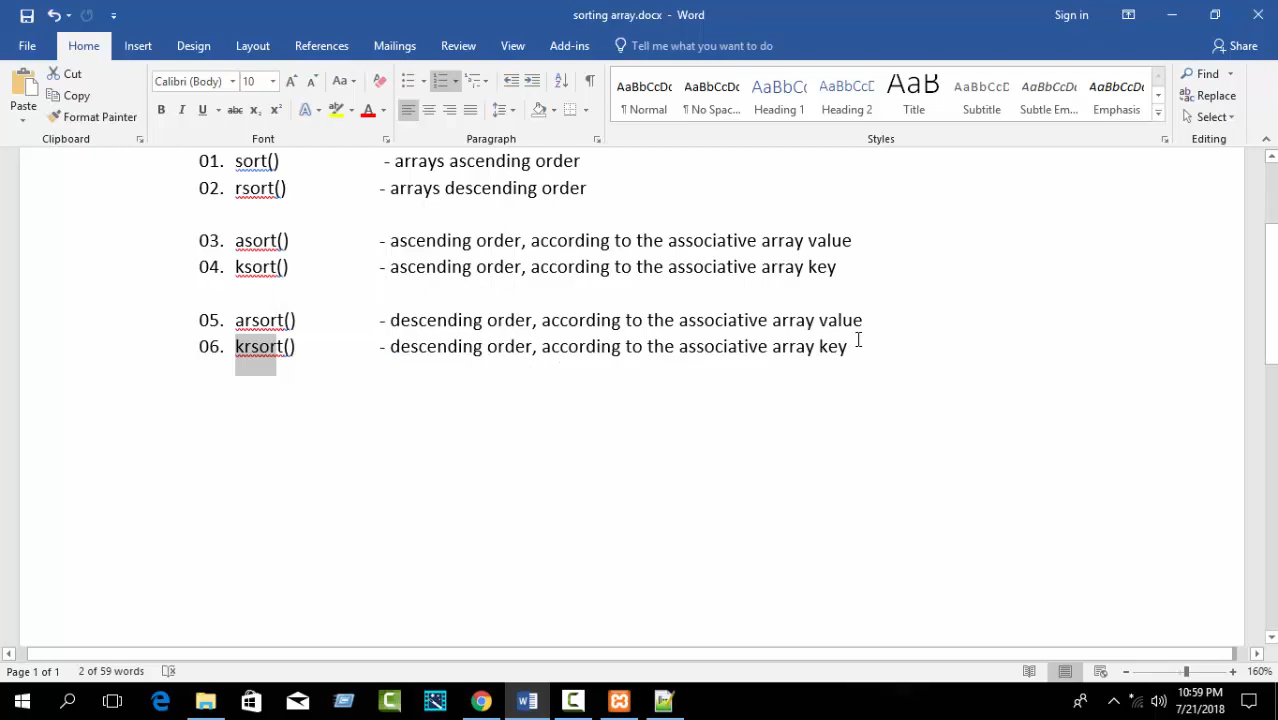 sorting array.docx - Word
Sign in
File Home Insert Design Layout References Mailings Review View Add-ins Tell me what you want to do Share
Paste
Cut
Copy
Format Painter
Clipboard
Calibri (Body) 10
Font
Paragraph
AaBbCcDc AaBbCcDc AaBbC AaBbCcD AaB AaBbCcD AaBbCcDc AaBbCcDc
¶ Normal ¶ No Spac... Heading 1 Heading 2 Title Subtitle Subtle Em... Emphasis
Styles
Find
Replace
Select
Editing
01. sort() - arrays ascending order
02. rsort() - arrays descending order
03. asort() - ascending order, according to the associative array value
04. ksort() - ascending order, according to the associative array key
05. arsort() - descending order, according to the associative array value
06. krsort() - descending order, according to the associative array key
Page 1 of 1 2 of 59 words 160%
10:59 PM
7/21/2018